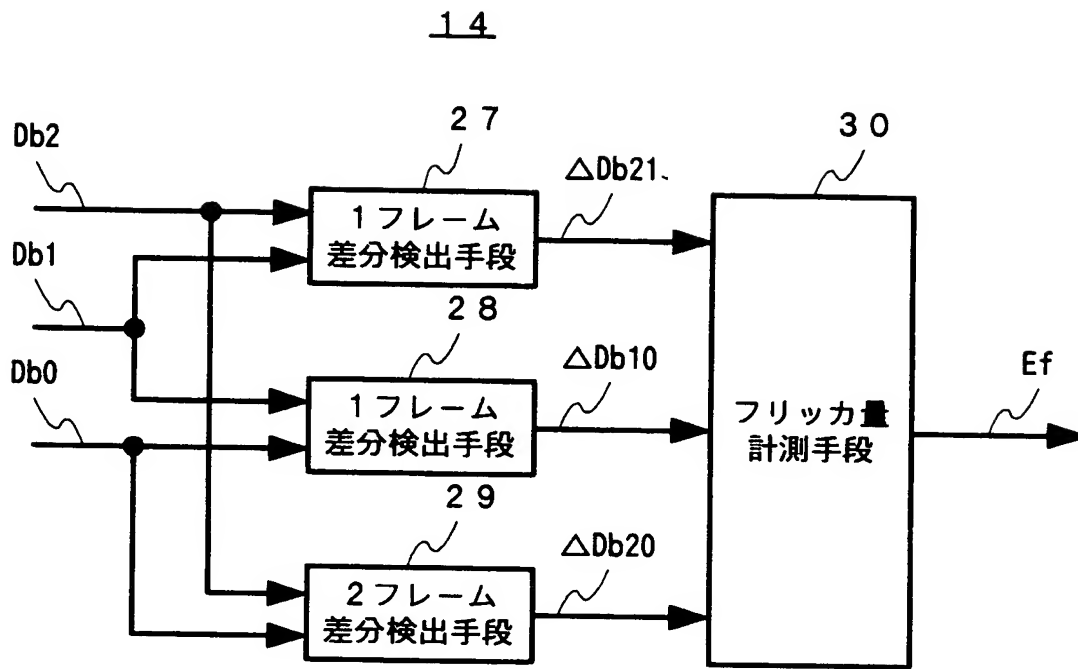 14
27
30
Db2
△Db21
1フレーム
差分検出手段
Db1
28
Db0
△Db10
Ef
1フレーム
差分検出手段
フリッカ量
計測手段
29
△Db20
2フレーム
差分検出手段